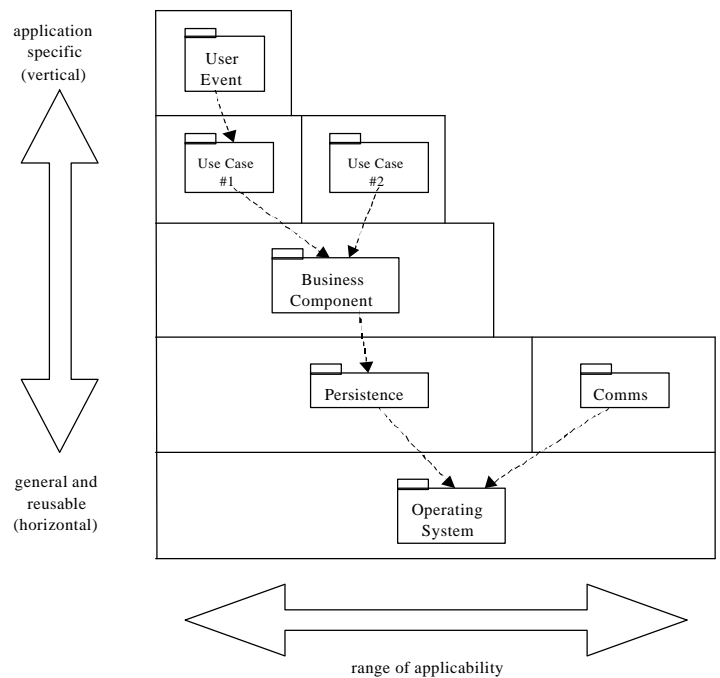 application
specific
(vertical)
User
Event
Use Case
#1
Use Case
#2
Business
Component
Persistence
Comms
general and
reusable
(horizontal)
Operating
System
range of applicability